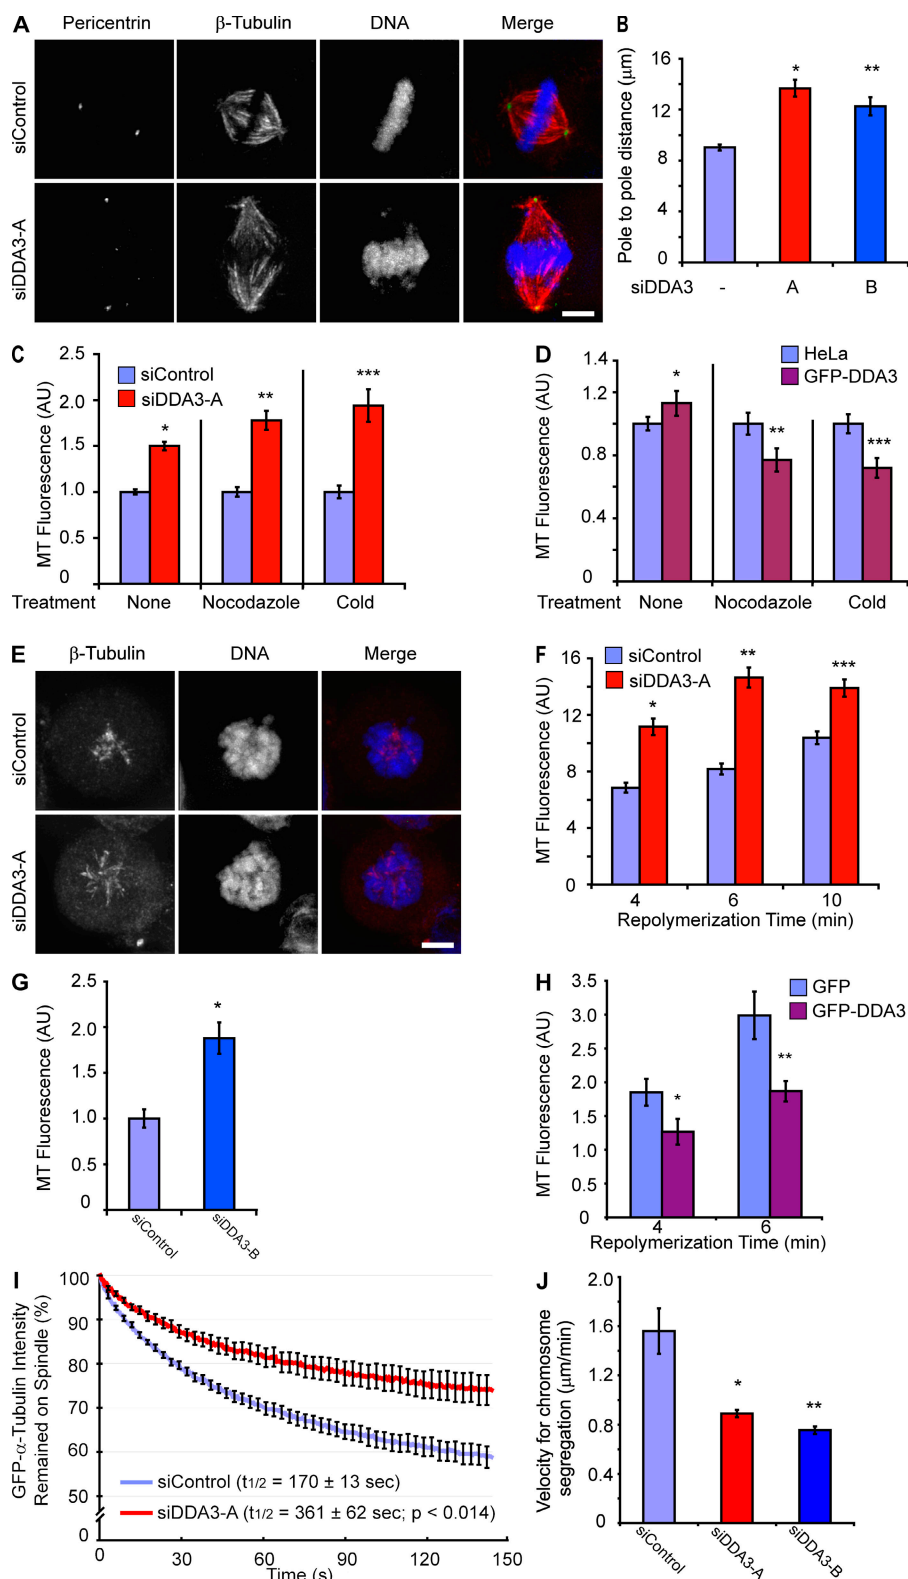 A
Pericentrin
β-Tubulin
DNA
Merge
siControl
siDDA3-A
B
Pole to pole distance (μm)
16
12
8
4
0
*
**
siDDA3
-
A
B
C
MT Fluorescence (AU)
2.5
2.0
1.5
1.0
0.5
0
siControl
siDDA3-A
*
**
***
Treatment
None
Nocodazole
Cold
D
MT Fluorescence (AU)
1.4
1.2
0.8
0.4
0
HeLa
GFP-DDA3
*
**
***
Treatment
None
Nocodazole
Cold
E
β-Tubulin
DNA
Merge
siControl
siDDA3-A
F
MT Fluorescence (AU)
16
12
8
4
0
siControl
siDDA3-A
*
**
***
4
6
10
Repolymerization Time (min)
G
MT Fluorescence (AU)
2.5
2.0
1.5
1.0
0.5
0
*
siControl
siDDA3-B
H
MT Fluorescence (AU)
3.5
3.0
2.5
2.0
1.5
1.0
0.5
0
GFP
GFP-DDA3
*
**
4
6
Repolymerization Time (min)
I
GFP-α-Tubulin Intensity
Remained on Spindle (%)
100
90
80
70
60
50
0
siControl (t1/2 = 170 ± 13 sec)
siDDA3-A (t1/2 = 361 ± 62 sec; p < 0.014)
0
30
60
90
120
150
Time (s)
J
Velocity for chromosome
segregation (μm/min)
2.0
1.6
1.2
0.8
0.4
0
*
**
siControl
siDDA3-A
siDDA3-B